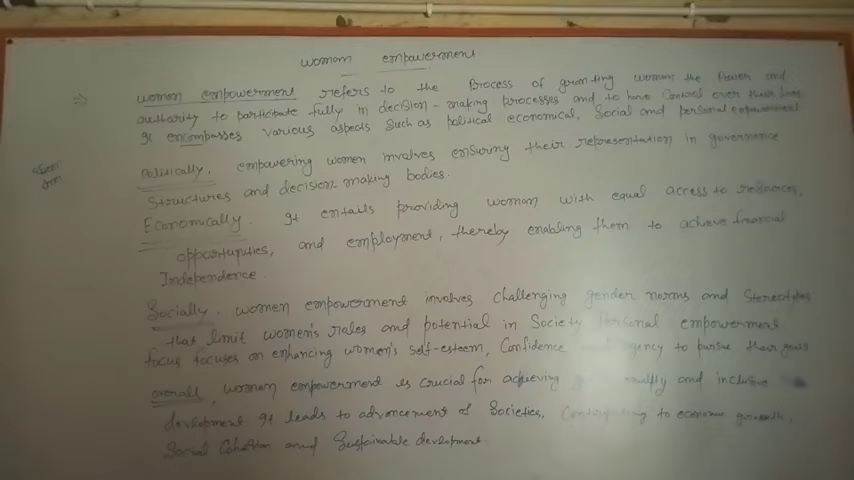 women empowerment
women empowerment refers to the Process of granting women the Power and
authority to participate fully in decision-making processes and to have Control over their lives
It encompasses various aspects such as political economical, Social and personal empowerment
Politically, empowering women involves ensuring their representation in governence
Structures and decision making bodies.
Economically. It entails providing woman with equal access to resources,
opportunities, and employment, thereby enabling them to achieve financial
Independence.
Socially, women empowerment involves challenging gender norms and Stereotypes
that limit women's roles and potential in Society Personal empowerment
focus focuses on enhancing women's self-esteem, Confidence agency to pursue their goals
overall, women empowerment is crucial for achieving and inclusive
development. It leads to advancement of Societies, Contributing to economic growth,
Social Cohesion and Sustainable development.